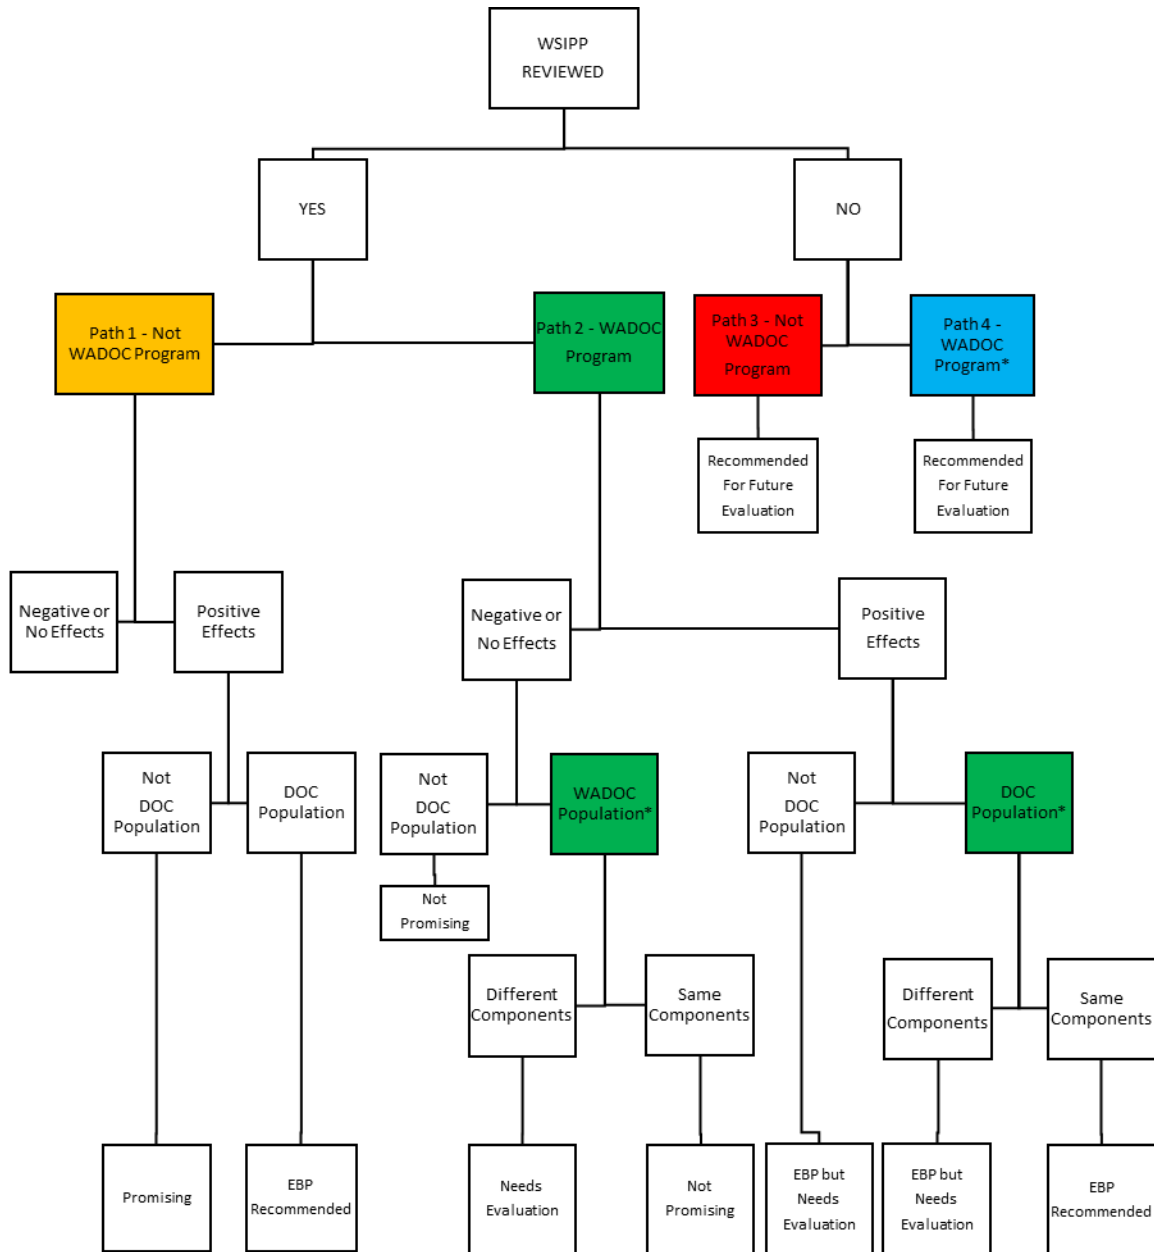 WSIPP
REVIEWED
YES
NO
Path 1 - Not
WADOC Program
Path 2 - WADOC
Program
Path 3 - Not
WADOC
Program
Path 4 -
WADOC
Program*
Recommended
For Future
Evaluation
Recommended
For Future
Evaluation
Negative or
No Effects
Positive
Effects
Negative or
No Effects
Positive
Effects
Not
DOC
Population
DOC
Population
Not
DOC
Population
WADOC
Population*
Not
DOC
Population
DOC
Population*
Not
Promising
Different
Components
Same
Components
Different
Components
Same
Components
Promising
EBP
Recommended
Needs
Evaluation
Not
Promising
EBP but
Needs
Evaluation
EBP but
Needs
Evaluation
EBP
Recommended